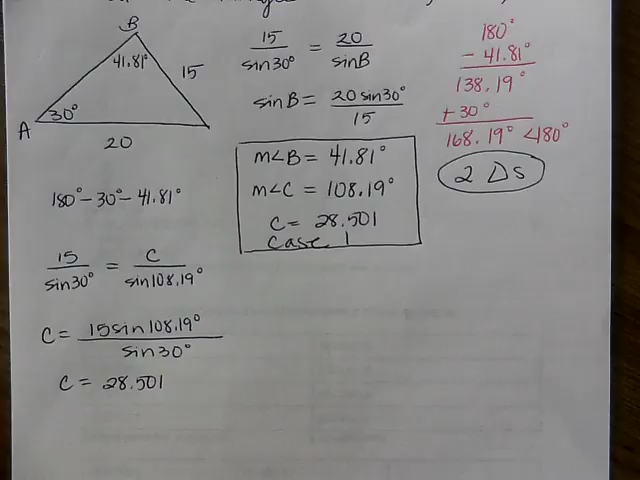 B
41.81°
15
30°
A
20
15/sin30° = 20/sinB
sinB = 20sin30°/15
m∠B = 41.81°
m∠C = 108.19°
C = 28.501
Case 1
180°
- 41.81°
138.19°
+ 30°
168.19° <180°
2 Δs
180° - 30° - 41.81°
15/sin30° = C/sin108.19°
C = 15sin108.19°/sin30°
C = 28.501